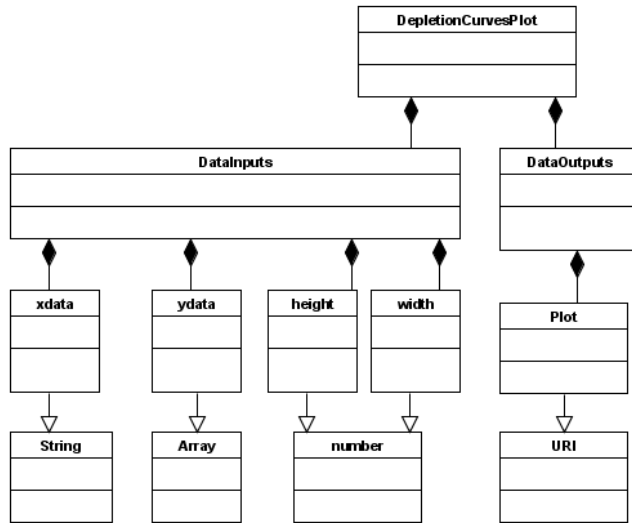 DepletionCurvesPlot
DataInputs
DataOutputs
xdata
ydata
height
width
Plot
String
Array
number
URI